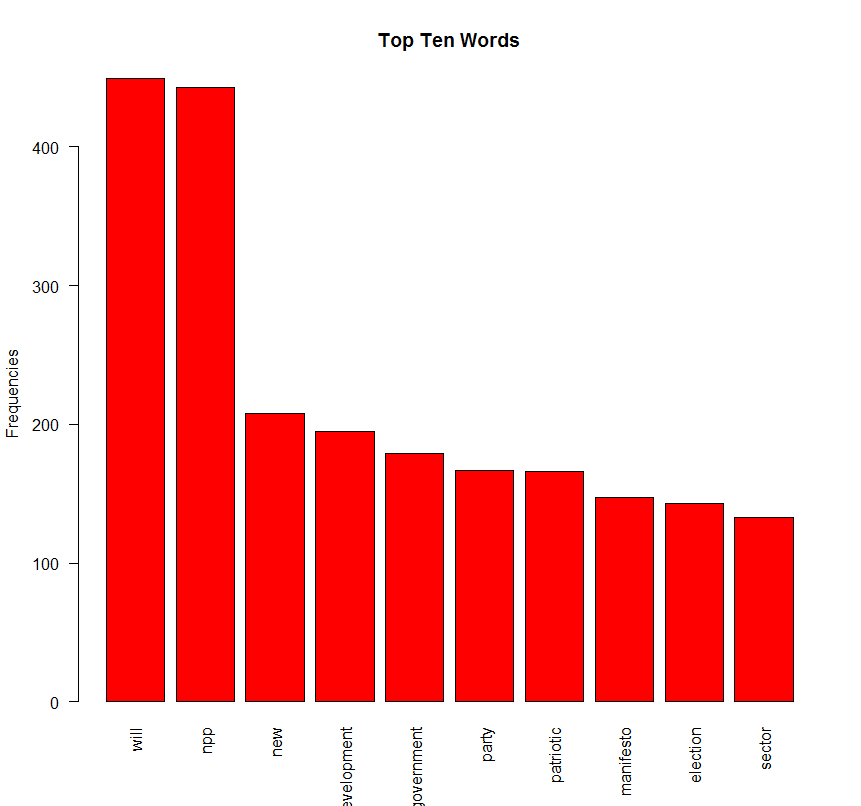 Top Ten Words
Frequencies
400
300
200
100
0
will
npp
new
evelopment
government
party
patriotic
manifesto
election
sector